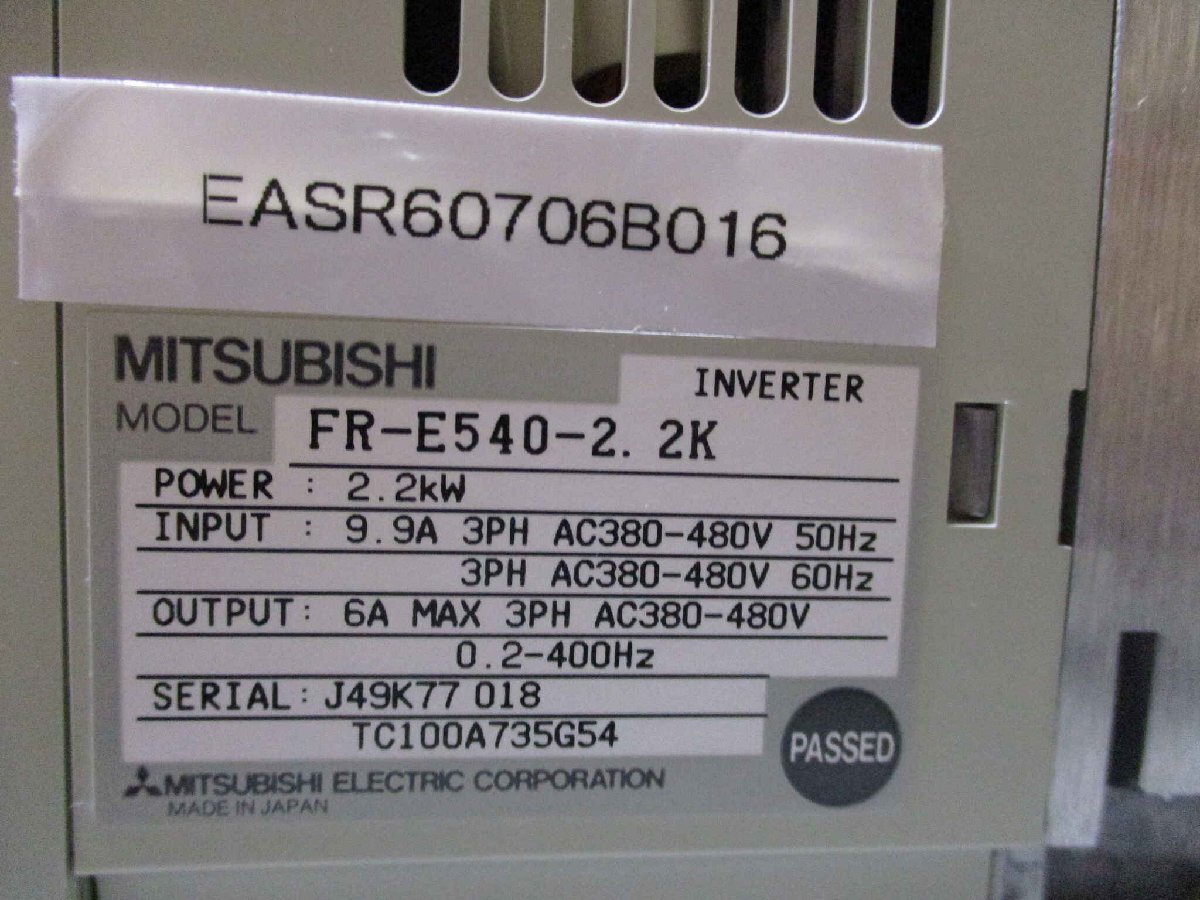 EASR60706B016
MITSUBISHI
INVERTER
MODEL FR-E540-2.2K
POWER : 2.2kW
INPUT : 9.9A 3PH AC380-480V 50Hz
3PH AC380-480V 60Hz
OUTPUT: 6A MAX 3PH AC380-480V
0.2-400Hz
SERIAL: J49K77 018
TC100A735G54
PASSED
MITSUBISHI ELECTRIC CORPORATION
MADE IN JAPAN